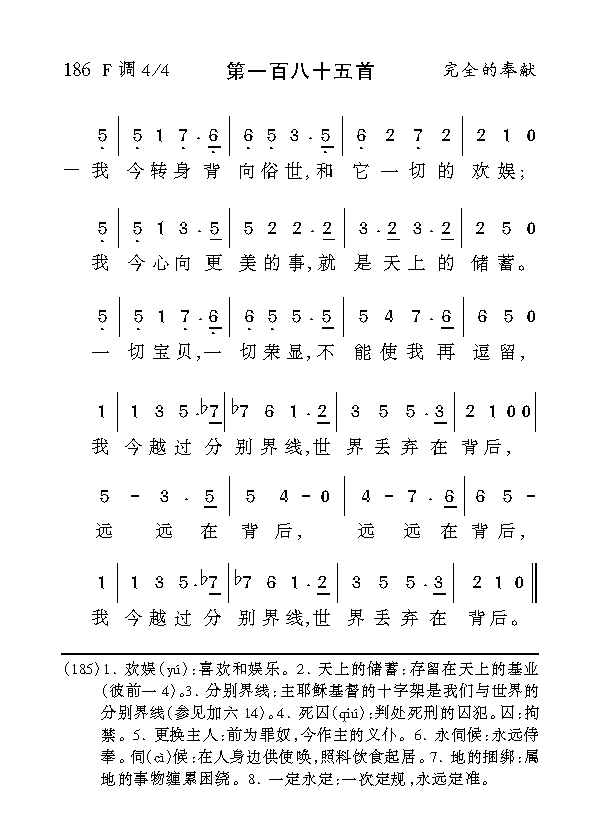 186 F 调 4/4 第一百八十五首 完全的奉献
5 | 5 1 7 . 6 | 6 5 3 . 5 | 6 2 7 2 | 2 1 0
一 我 今 转 身 背 向 俗 世, 和 它 一 切 的 欢 娱;
5 | 5 1 3 . 5 | 5 2 2 . 2 | 3 . 2 3 . 2 | 2 5 0
我 今 心 向 更 美 的 事, 就 是 天 上 的 储 蓄。
5 | 5 1 7 . 6 | 6 5 5 . 5 | 5 4 7 . 6 | 6 5 0
一 切 宝 贝, 一 切 荣 显, 不 能 使 我 再 逗 留,
1 | 1 3 5 . ♭7 | ♭7 6 1 . 2 | 3 5 5 . 3 | 2 1 0 0 |
我 今 越 过 分 别 界 线, 世 界 丢 弃 在 背 后,
5 - 3 . 5 | 5 4 - 0 | 4 - 7 . 6 | 6 5 -
远 远 在 背 后, 远 远 在 背 后,
1 | 1 3 5 . ♭7 | ♭7 6 1 . 2 | 3 5 5 . 3 | 2 1 0 ‖
我 今 越 过 分 别 界 线, 世 界 丢 弃 在 背 后。
(185)1. 欢娱(yú):喜欢和娱乐。2. 天上的储蓄:存留在天上的基业
(彼前一 4)。3. 分别界线:主耶稣基督的十字架是我们与世界的
分别界线(参见加六 14)。4. 死囚(qiú):判处死刑的囚犯。囚:拘
禁。5. 更换主人:前为罪奴,今作主的义仆。6. 永伺候:永远侍
奉。伺(cì)候:在人身边供使唤,照料饮食起居。7. 地的捆绑:属
地的事物缠累困绕。8. 一定永定:一次定规,永远定准。